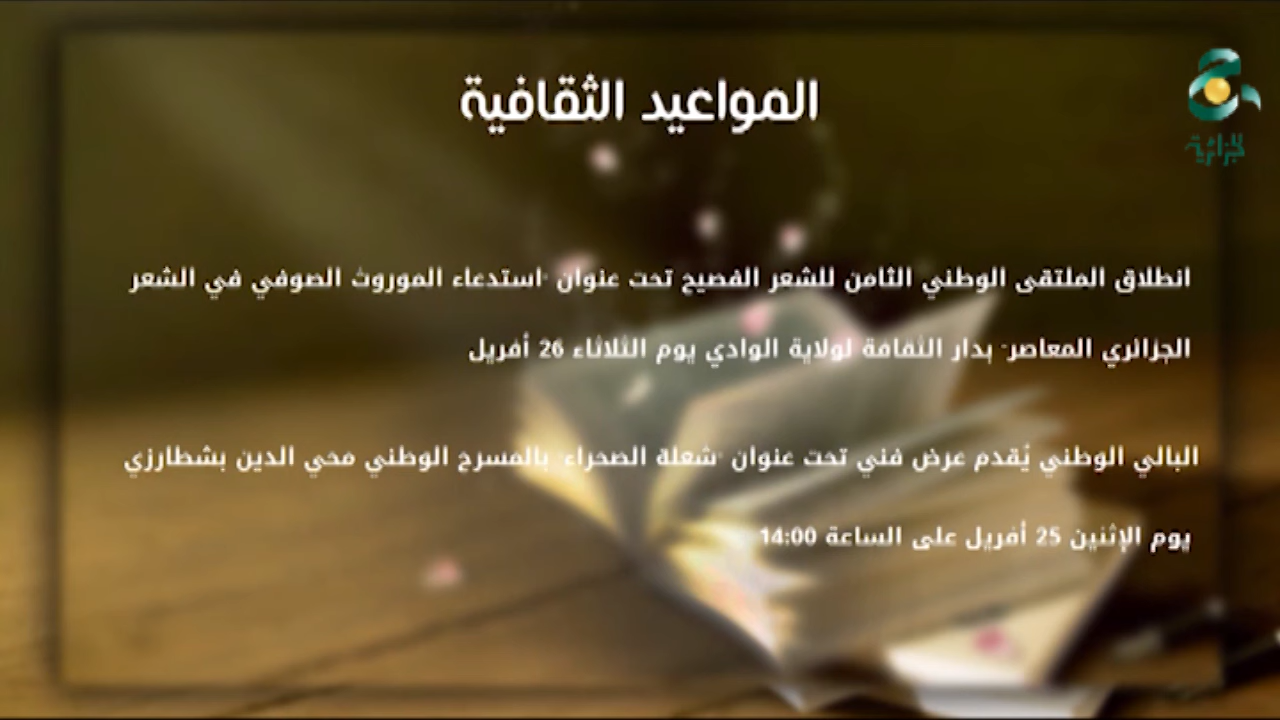 المواعيد الثقافية
الجزائرية
انطلاق الملتقى الوطني الثامن للشعر الفصيح تحت عنوان "استدعاء الموروث الصوفي في الشعر
الجزائري المعاصر" بدار الثقافة لولاية الوادي يوم الثلاثاء 26 أفريل
البالي الوطني يُقدم عرض فني تحت عنوان "شعلة الصحراء" بالمسرح الوطني محي الدين بشطارزي
يوم الإثنين 25 أفريل على الساعة 14:00